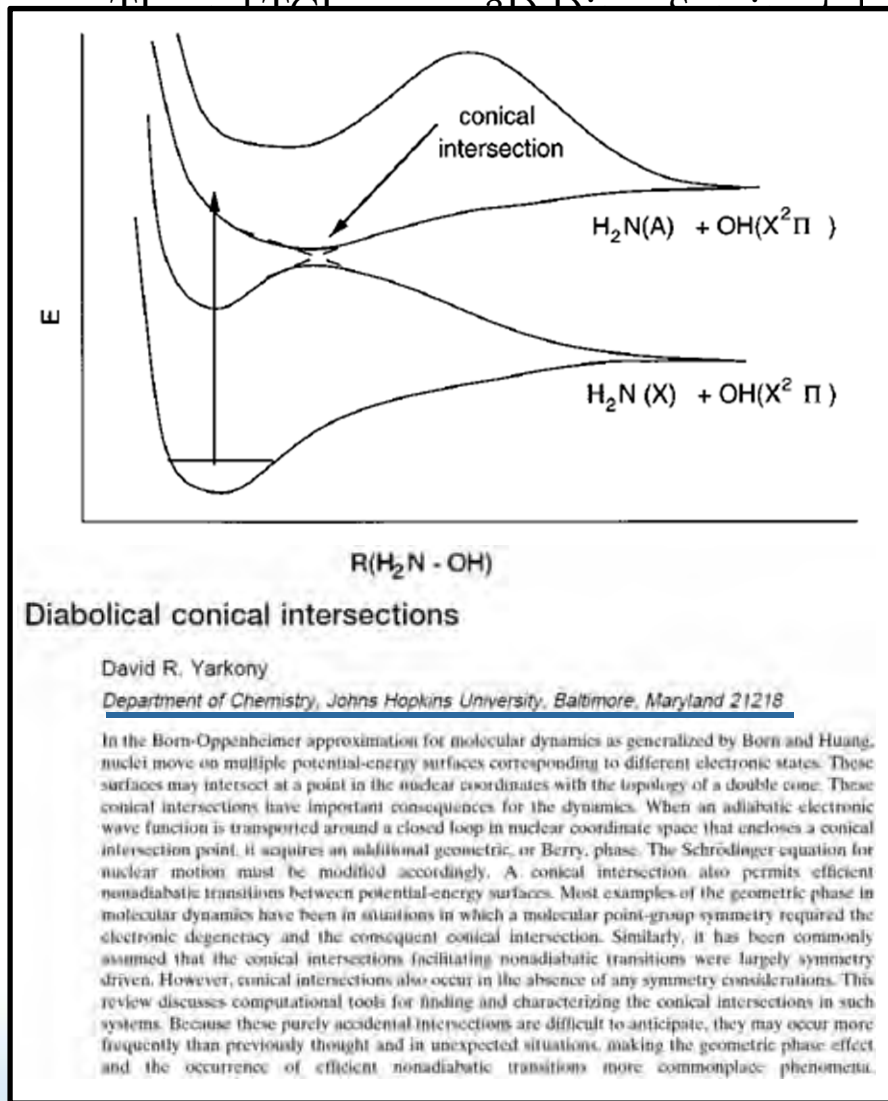 conical
intersection
H₂N(A) + OH(X²Π )
E
H₂N (X) + OH(X² Π)
R(H₂N - OH)
Diabolical conical intersections
David R. Yarkony
Department of Chemistry, Johns Hopkins University, Baltimore, Maryland 21218
In the Born-Oppenheimer approximation for molecular dynamics as generalized by Born and Huang,
nuclei move on multiple potential-energy surfaces corresponding to different electronic states. These
surfaces may intersect at a point in the nuclear coordinates with the topology of a double cone. These
conical intersections have important consequences for the dynamics. When an adiabatic electronic
wave function is transported around a closed loop in nuclear coordinate space that encloses a conical
intersection point, it acquires an additional geometric, or Berry, phase. The Schrödinger equation for
nuclear motion must be modified accordingly. A conical intersection also permits efficient
nonadiabatic transitions between potential-energy surfaces. Most examples of the geometric phase in
molecular dynamics have been in situations in which a molecular point-group symmetry required the
electronic degeneracy and the consequent conical intersection. Similarly, it has been commonly
assumed that the conical intersections facilitating nonadiabatic transitions were largely symmetry
driven. However, conical intersections also occur in the absence of any symmetry considerations. This
review discusses computational tools for finding and characterizing the conical intersections in such
systems. Because these purely accidental intersections are difficult to anticipate, they may occur more
frequently than previously thought and in unexpected situations, making the geometric phase effect
and the occurrence of efficient nonadiabatic transitions more commonplace phenomena.